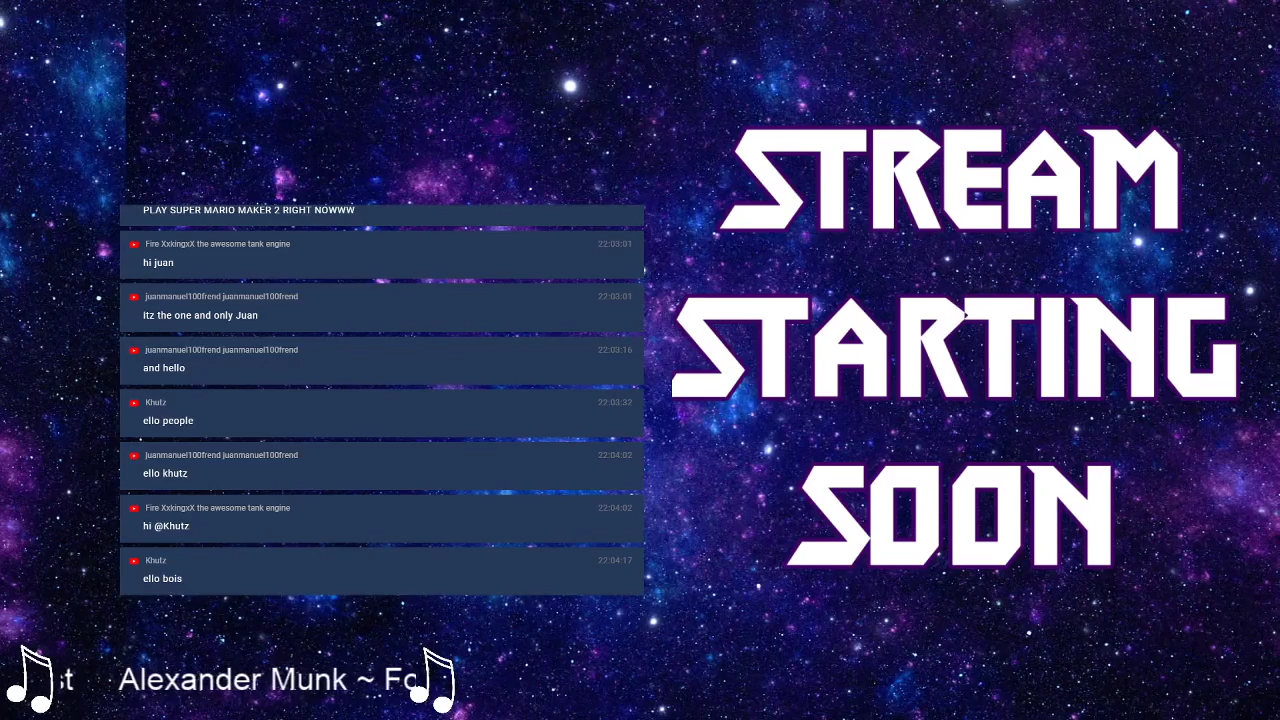 PLAY SUPER MARIO MAKER 2 RIGHT NOWWW
Fire XxkingxX the awesome tank engine 22:03:01
hi juan
juanmanuel100frend juanmanuel100frend 22:03:01
itz the one and only Juan
juanmanuel100frend juanmanuel100frend 22:03:16
and hello
Khutz 22:03:32
ello people
juanmanuel100frend juanmanuel100frend 22:04:02
ello khutz
Fire XxkingxX the awesome tank engine 22:04:02
hi @Khutz
Khutz 22:04:17
ello bois
STREAM
STARTING
SOON
Alexander Munk ~